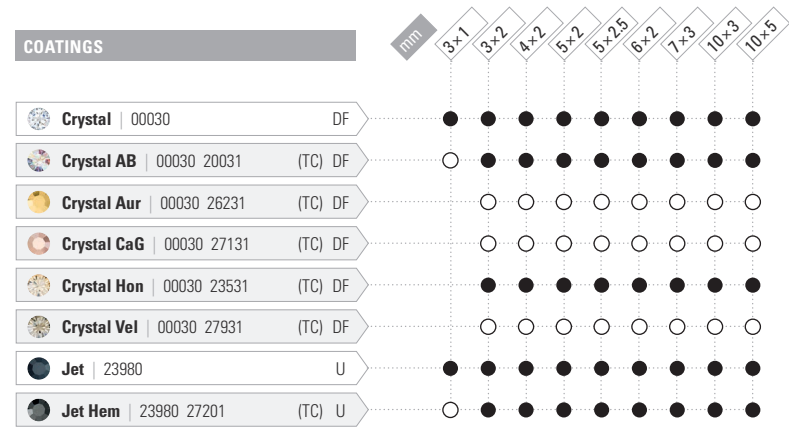 mm 3×1 3×2 4×2 5×2 5×2.5 6×2 7×3 10×3 10×5
COATINGS
Crystal | 00030 DF
Crystal AB | 00030 20031 (TC) DF
Crystal Aur | 00030 26231 (TC) DF
Crystal CaG | 00030 27131 (TC) DF
Crystal Hon | 00030 23531 (TC) DF
Crystal Vel | 00030 27931 (TC) DF
Jet | 23980 U
Jet Hem | 23980 27201 (TC) U